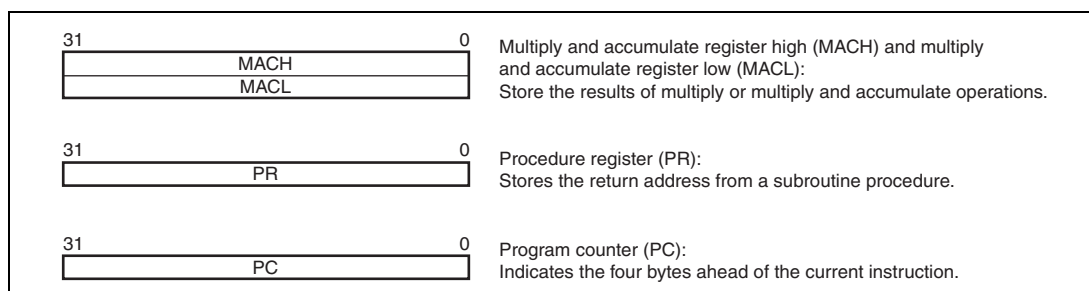 31 0
MACH
MACL
Multiply and accumulate register high (MACH) and multiply
and accumulate register low (MACL):
Store the results of multiply or multiply and accumulate operations.
31 0
PR
Procedure register (PR):
Stores the return address from a subroutine procedure.
31 0
PC
Program counter (PC):
Indicates the four bytes ahead of the current instruction.